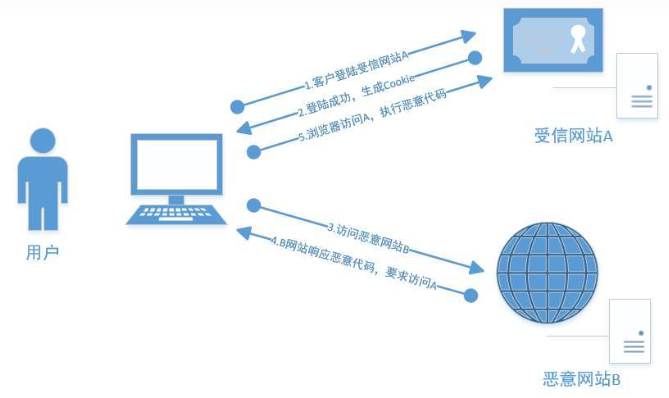 1.客户登陆受信网站A
2.登陆成功，生成Cookie
5.浏览器访问A，执行恶意代码
受信网站A
用户
3.访问恶意网站B
4.B网站响应恶意代码，要求访问A
恶意网站B